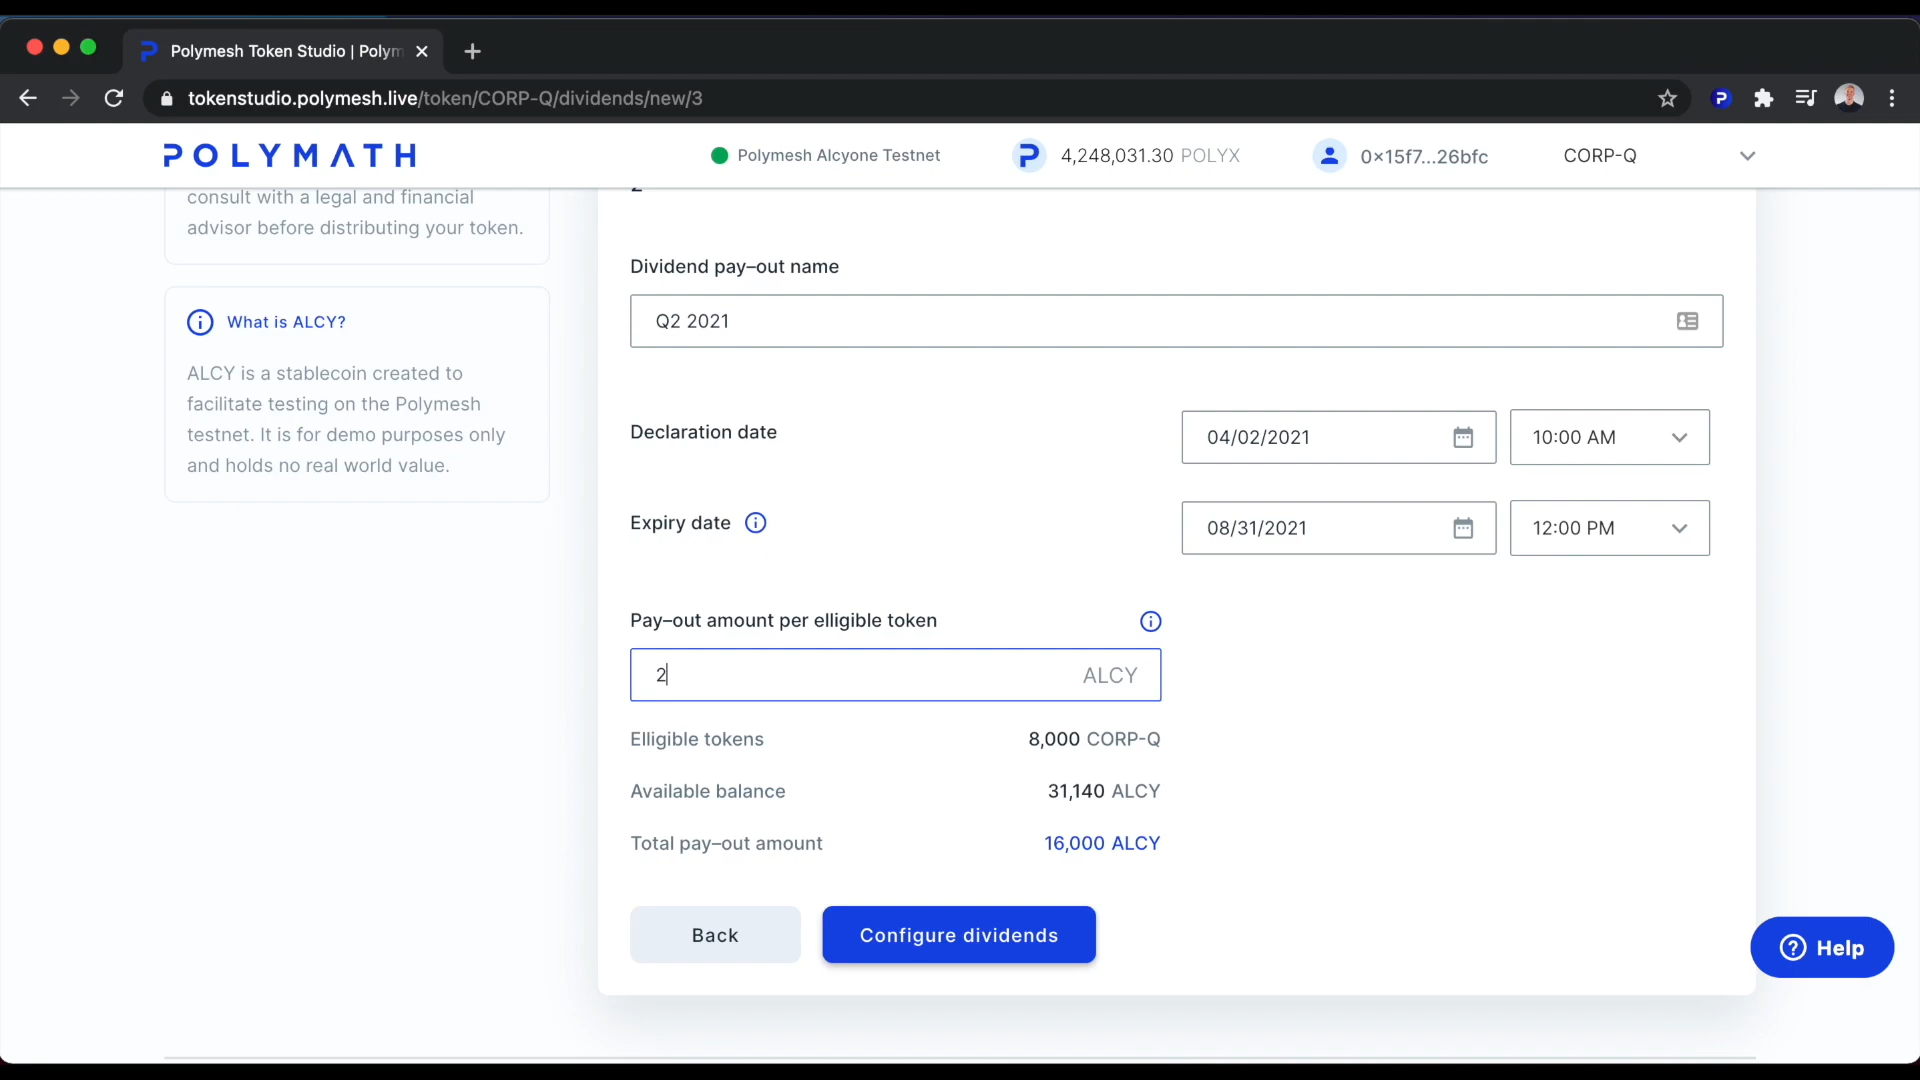 Polymesh Token Studio | Polym
tokenstudio.polymesh.live/token/CORP-Q/dividends/new/3
POLYMATH
Polymesh Alcyone Testnet
P 4,248,031.30 POLYX
0x15f7...26bfc
CORP-Q
consult with a legal and financial
advisor before distributing your token.
What is ALCY?
ALCY is a stablecoin created to
facilitate testing on the Polymesh
testnet. It is for demo purposes only
and holds no real world value.
Dividend pay–out name
Q2 2021
Declaration date
04/02/2021
10:00 AM
Expiry date
08/31/2021
12:00 PM
Pay–out amount per elligible token
2 ALCY
Elligible tokens 8,000 CORP-Q
Available balance 31,140 ALCY
Total pay–out amount 16,000 ALCY
Back
Configure dividends
Help